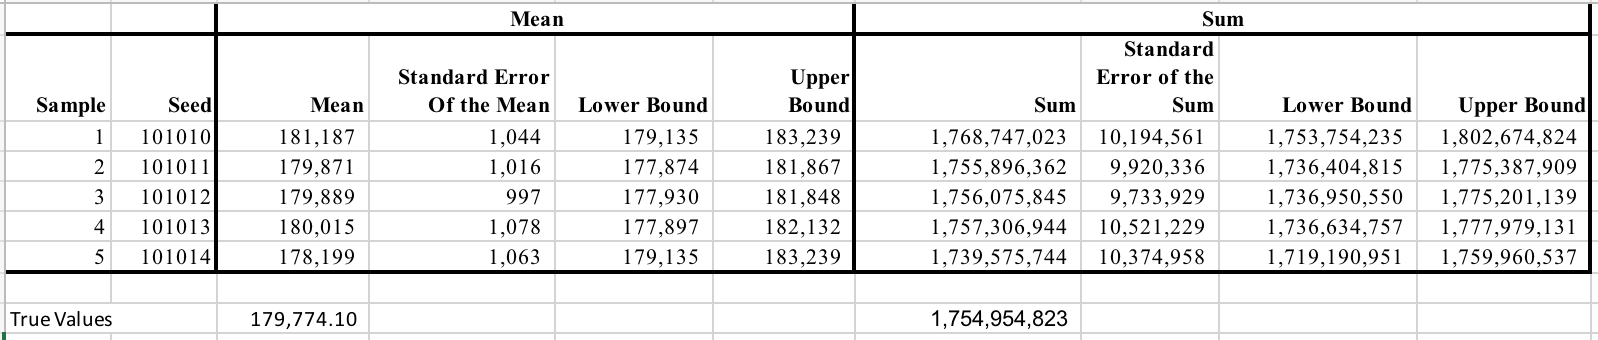 Mean Sum
Sample Seed Mean Standard Error Of the Mean Lower Bound Upper Bound Sum Standard Error of the Sum Lower Bound Upper Bound
1 101010 181,187 1,044 179,135 183,239 1,768,747,023 10,194,561 1,753,754,235 1,802,674,824
2 101011 179,871 1,016 177,874 181,867 1,755,896,362 9,920,336 1,736,404,815 1,775,387,909
3 101012 179,889 997 177,930 181,848 1,756,075,845 9,733,929 1,736,950,550 1,775,201,139
4 101013 180,015 1,078 177,897 182,132 1,757,306,944 10,521,229 1,736,634,757 1,777,979,131
5 101014 178,199 1,063 179,135 183,239 1,739,575,744 10,374,958 1,719,190,951 1,759,960,537
True Values 179,774.10 1,754,954,823